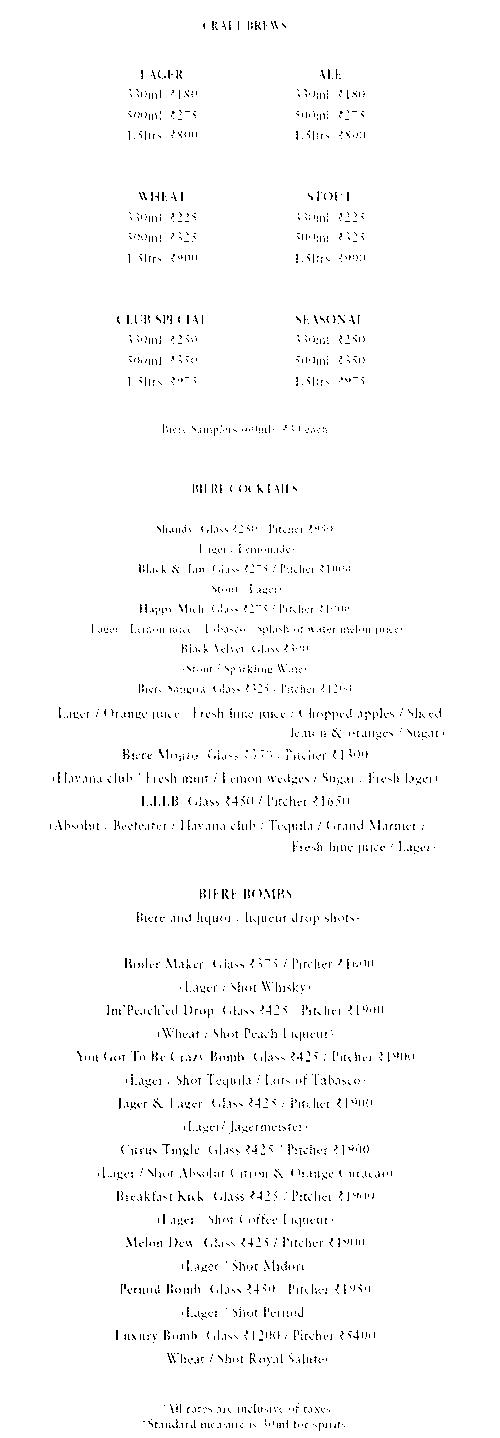 CRAFT BREWS
LAGER
330ml ₹180
500ml ₹275
1.5ltrs ₹800
ALE
330ml ₹180
500ml ₹275
1.5ltrs ₹800
WHEAT
330ml ₹225
500ml ₹325
1.5ltrs ₹900
STOUT
330ml ₹225
500ml ₹325
1.5ltrs ₹900
CLUB SPECIAL
330ml ₹250
500ml ₹350
1.5ltrs ₹975
SEASONAL
330ml ₹250
500ml ₹350
1.5ltrs ₹975
Biere Samplers each
BIERE COCKTAILS
Shandy Glass ₹250 / Pitcher ₹950
(Lager / Lemonade)
Black & Tan Glass ₹275 / Pitcher
(Stout / Lager)
Happy Mich Glass ₹275 / Pitcher
(Lager / Lemon juice / Tobasco / Splash of water melon juice)
Black Velvet Glass
(Stout / Sparkling Wine)
Biere Sangria Glass ₹325 / Pitcher ₹1200
(Lager / Orange juice / Fresh lime juice / Chopped apples / Sliced
lemon & oranges / Sugar)
Biere Monjto Glass / Pitcher ₹1300
(Havana club / Fresh mint / Lemon wedges / Sugar / Fresh lager)
L.I.I.B Glass ₹450 / Pitcher ₹1650
(Absolut / Beefeater / Havana club / Tequila / Grand Marnier /
Fresh lime juice / Lager)
BIERE BOMBS
(Biere and liquor / liqueur drop shots)
Boiler Maker Glass ₹375 / Pitcher ₹1600
(Lager / Shot Whisky)
Im'Peach'ed Drop Glass ₹425 / Pitcher ₹1900
(Wheat / Shot Peach Liqueur)
You Got To Be Crazy Bomb Glass ₹425 / Pitcher ₹1900
(Lager / Shot Tequila / Lots of Tabasco)
Jager & Lager Glass ₹425 / Pitcher ₹1900
(Lager/ Jagermeister)
Citrus Tingle Glass ₹425 / Pitcher ₹1900
(Lager / Shot Absolut Citron & Orange Curacao)
Breakfast Kick Glass ₹425 / Pitcher ₹1900
(Lager / Shot Coffee Liqueur)
Melon Dew Glass ₹425 / Pitcher ₹1900
(Lager / Shot Midori)
Pernod Bomb Glass ₹450 / Pitcher ₹1950
(Lager / Shot Pernod
Luxury Bomb Glass ₹1200 / Pitcher ₹5400
Wheat / Shot Royal Salute)
*All rates are inclusive of taxes
*Standard measure is 30ml for spirits